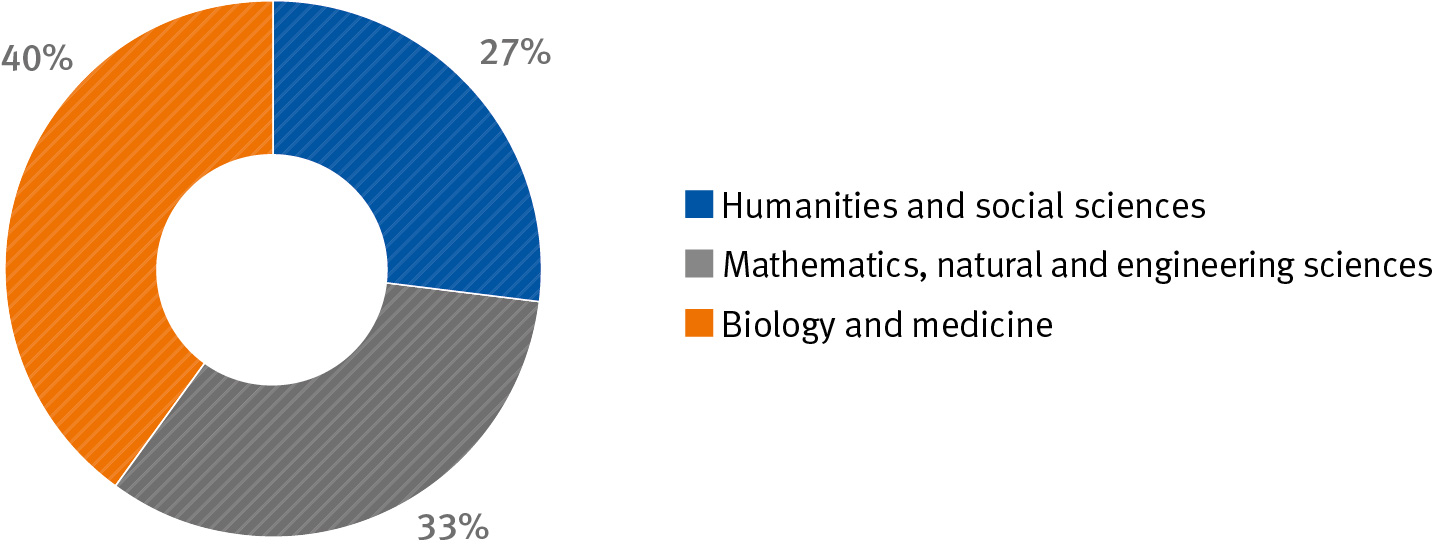 40%
27%
Humanities and social sciences
Mathematics, natural and engineering sciences
Biology and medicine
33%